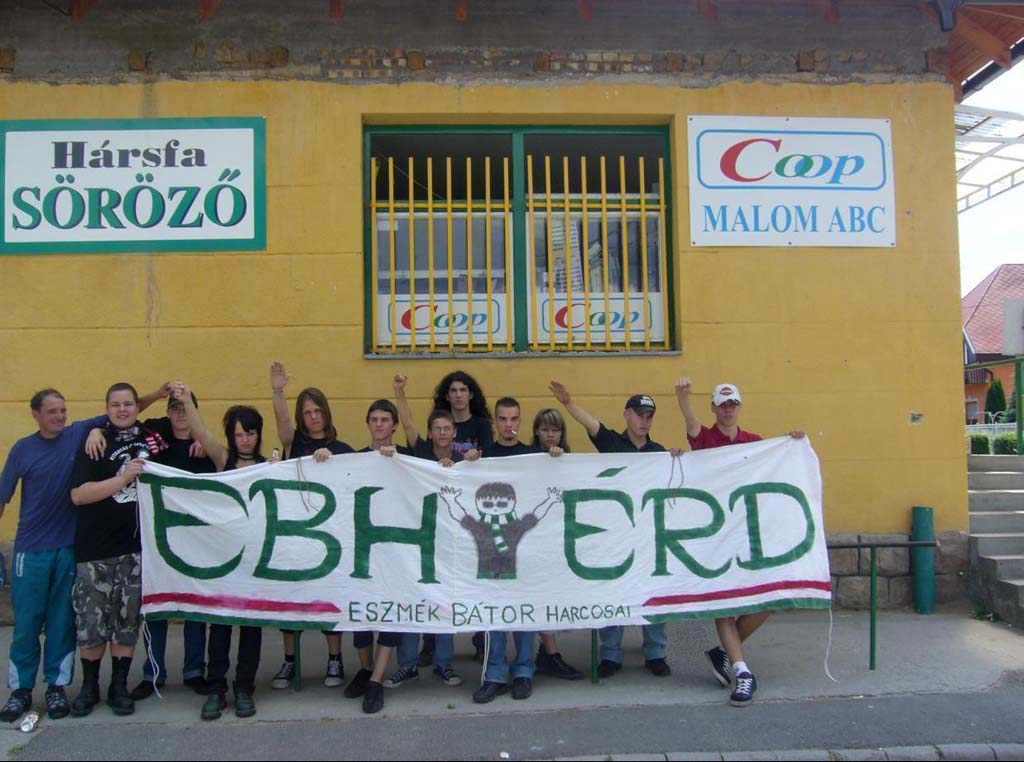 Hársfa
SÖRÖZŐ
Coop
MALOM ABC
Coop
Coop
EBH ÉRD
ESZMÉK BÁTOR HARCOSAI